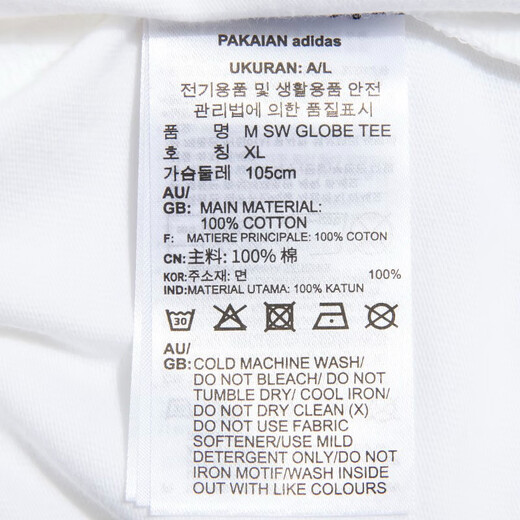 PAKAIAN adidas
UKURAN: A/L
전기용품 및 생활용품 안전
관리법에 의한 품질표시
품 명 M SW GLOBE TEE
호 칭 XL
가슴둘레 105cm
AU/
GB: MAIN MATERIAL:
100% COTTON
F: MATIERE PRINCIPALE: 100% COTON
CN: 主料: 100% 棉
KOR: 주소재: 면 100%
IND: MATERIAL UTAMA: 100% KATUN
30
AU/
GB: COLD MACHINE WASH/
DO NOT BLEACH/ DO NOT
TUMBLE DRY/ COOL IRON/
DO NOT DRY CLEAN (X)
DO NOT USE FABRIC
SOFTENER/USE MILD
DETERGENT ONLY/DO NOT
IRON MOTIF/WASH INSIDE
OUT WITH LIKE COLOURS